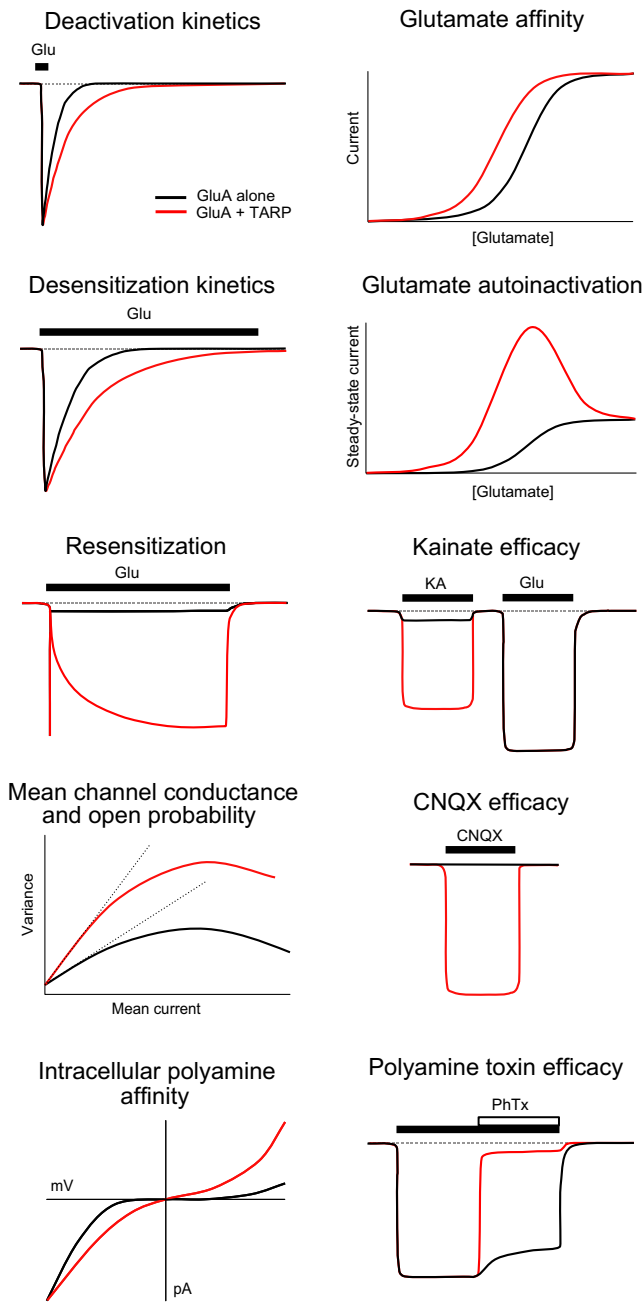 Deactivation kinetics
Glu
GluA alone
GluA + TARP
Glutamate affinity
Current
[Glutamate]
Desensitization kinetics
Glu
Glutamate autoinactivation
Steady-state current
[Glutamate]
Resensitization
Glu
Kainate efficacy
KA
Glu
Mean channel conductance
and open probability
Variance
Mean current
CNQX efficacy
CNQX
Intracellular polyamine
affinity
mV
pA
Polyamine toxin efficacy
PhTx